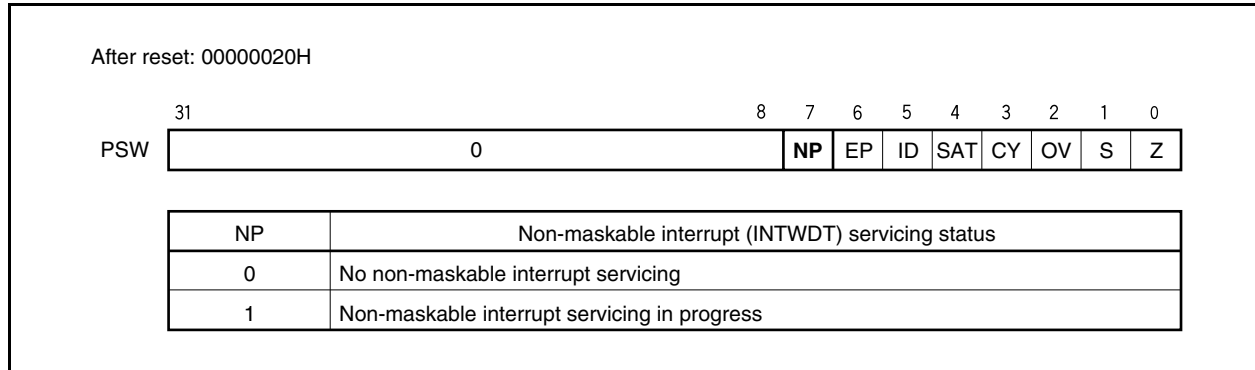 After reset: 00000020H
31 8 7 6 5 4 3 2 1 0
PSW 0 NP EP ID SAT CY OV S Z
NP Non-maskable interrupt (INTWDT) servicing status
0 No non-maskable interrupt servicing
1 Non-maskable interrupt servicing in progress